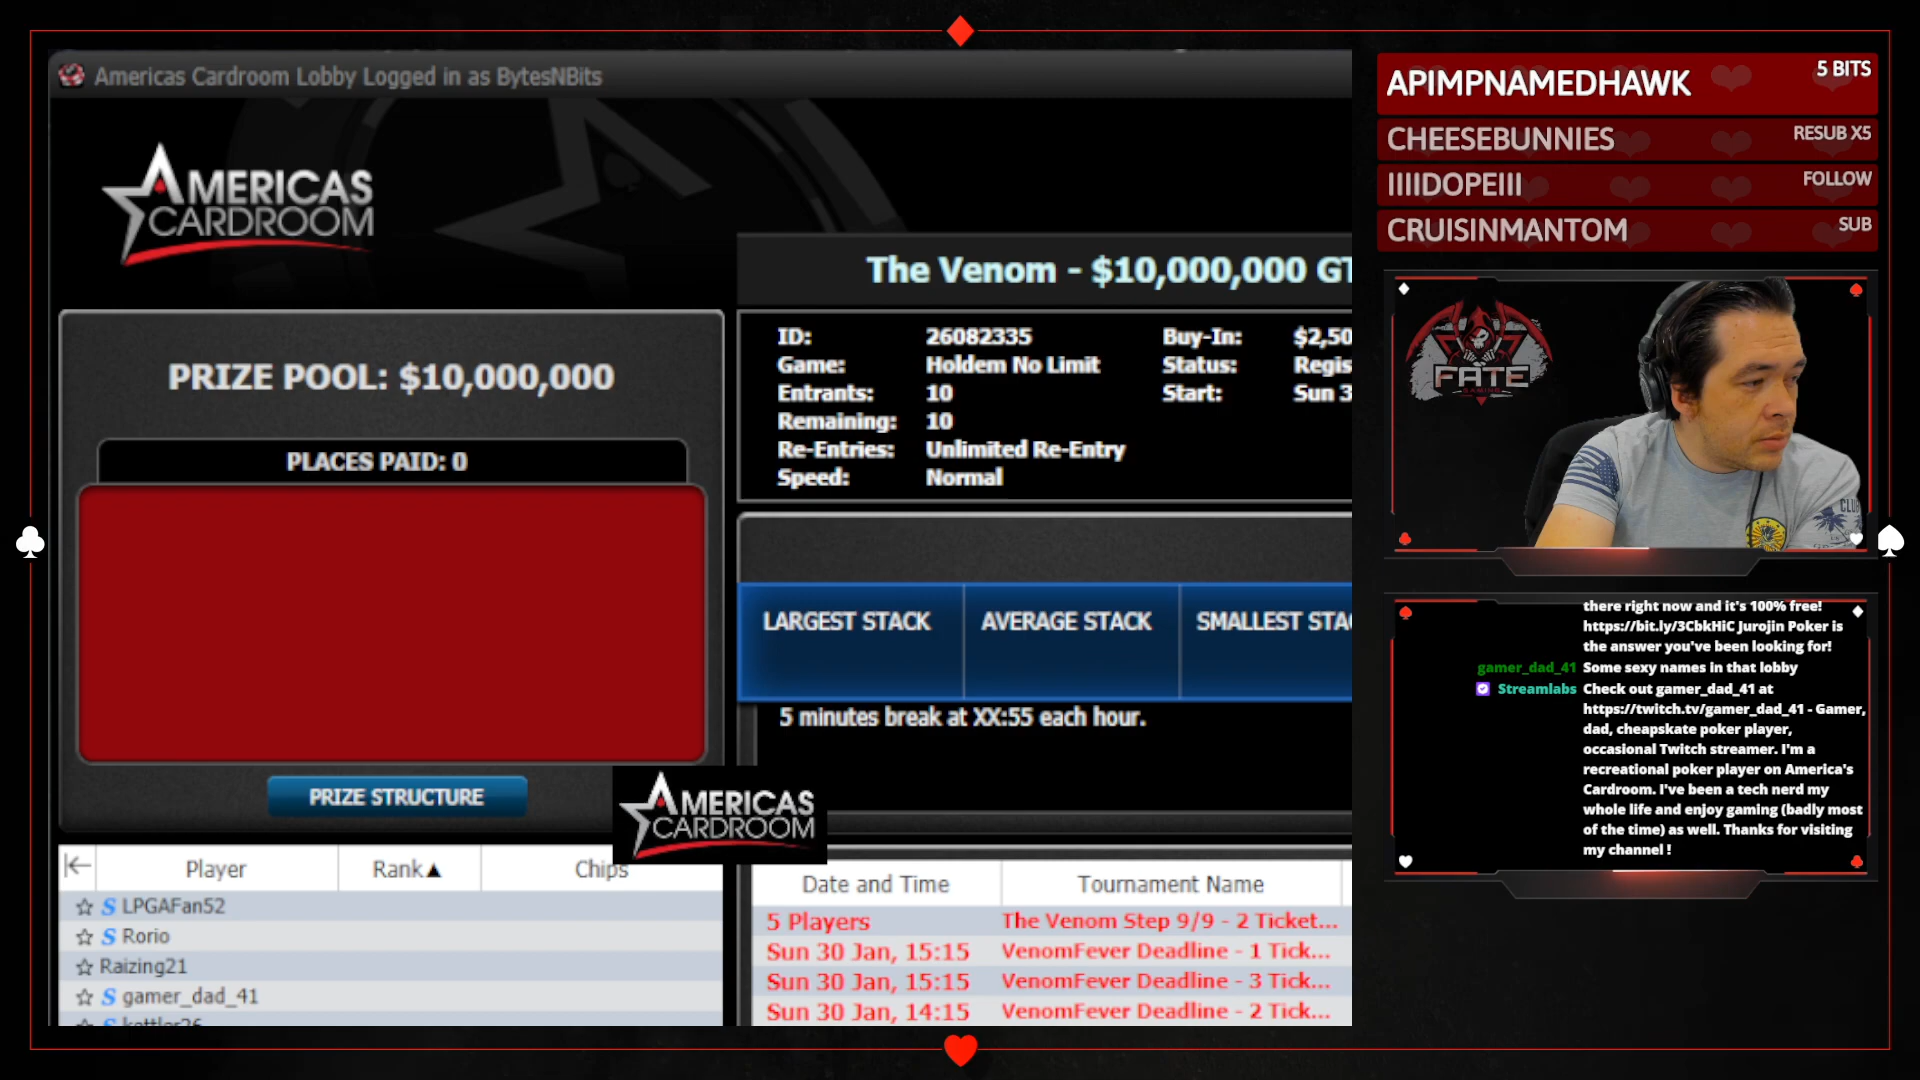 Americas Cardroom Lobby Logged in as BytesNBits
AMERICAS
CARDROOM
The Venom - $10,000,000 GT
PRIZE POOL: $10,000,000
PLACES PAID: 0
PRIZE STRUCTURE
ID: 26082335 Buy-In: $2,50
Game: Holdem No Limit Status: Regis
Entrants: 10 Start: Sun 3
Remaining: 10
Re-Entries: Unlimited Re-Entry
Speed: Normal
LARGEST STACK AVERAGE STACK SMALLEST STA
5 minutes break at XX:55 each hour.
AMERICAS
CARDROOM
Player Rank▲ Chips
LPGAFan52
Rorio
Raizing21
gamer_dad_41
Date and Time Tournament Name
5 Players The Venom Step 9/9 - 2 Ticket...
Sun 30 Jan, 15:15 VenomFever Deadline - 1 Tick...
Sun 30 Jan, 15:15 VenomFever Deadline - 3 Tick...
Sun 30 Jan, 14:15 VenomFever Deadline - 2 Tick...
APIMPNAMEDHAWK 5 BITS
CHEESEBUNNIES RESUB X5
IIIIDOPEIII FOLLOW
CRUISINMANTOM SUB
FATE
GAMING
CLUB
there right now and it's 100% free!
https://bit.ly/3CbkHiC Jurojin Poker is
the answer you've been looking for!
gamer_dad_41 Some sexy names in that lobby
Streamlabs Check out gamer_dad_41 at
https://twitch.tv/gamer_dad_41 - Gamer,
dad, cheapskate poker player,
occasional Twitch streamer. I'm a
recreational poker player on America's
Cardroom. I've been a tech nerd my
whole life and enjoy gaming (badly most
of the time) as well. Thanks for visiting
my channel !